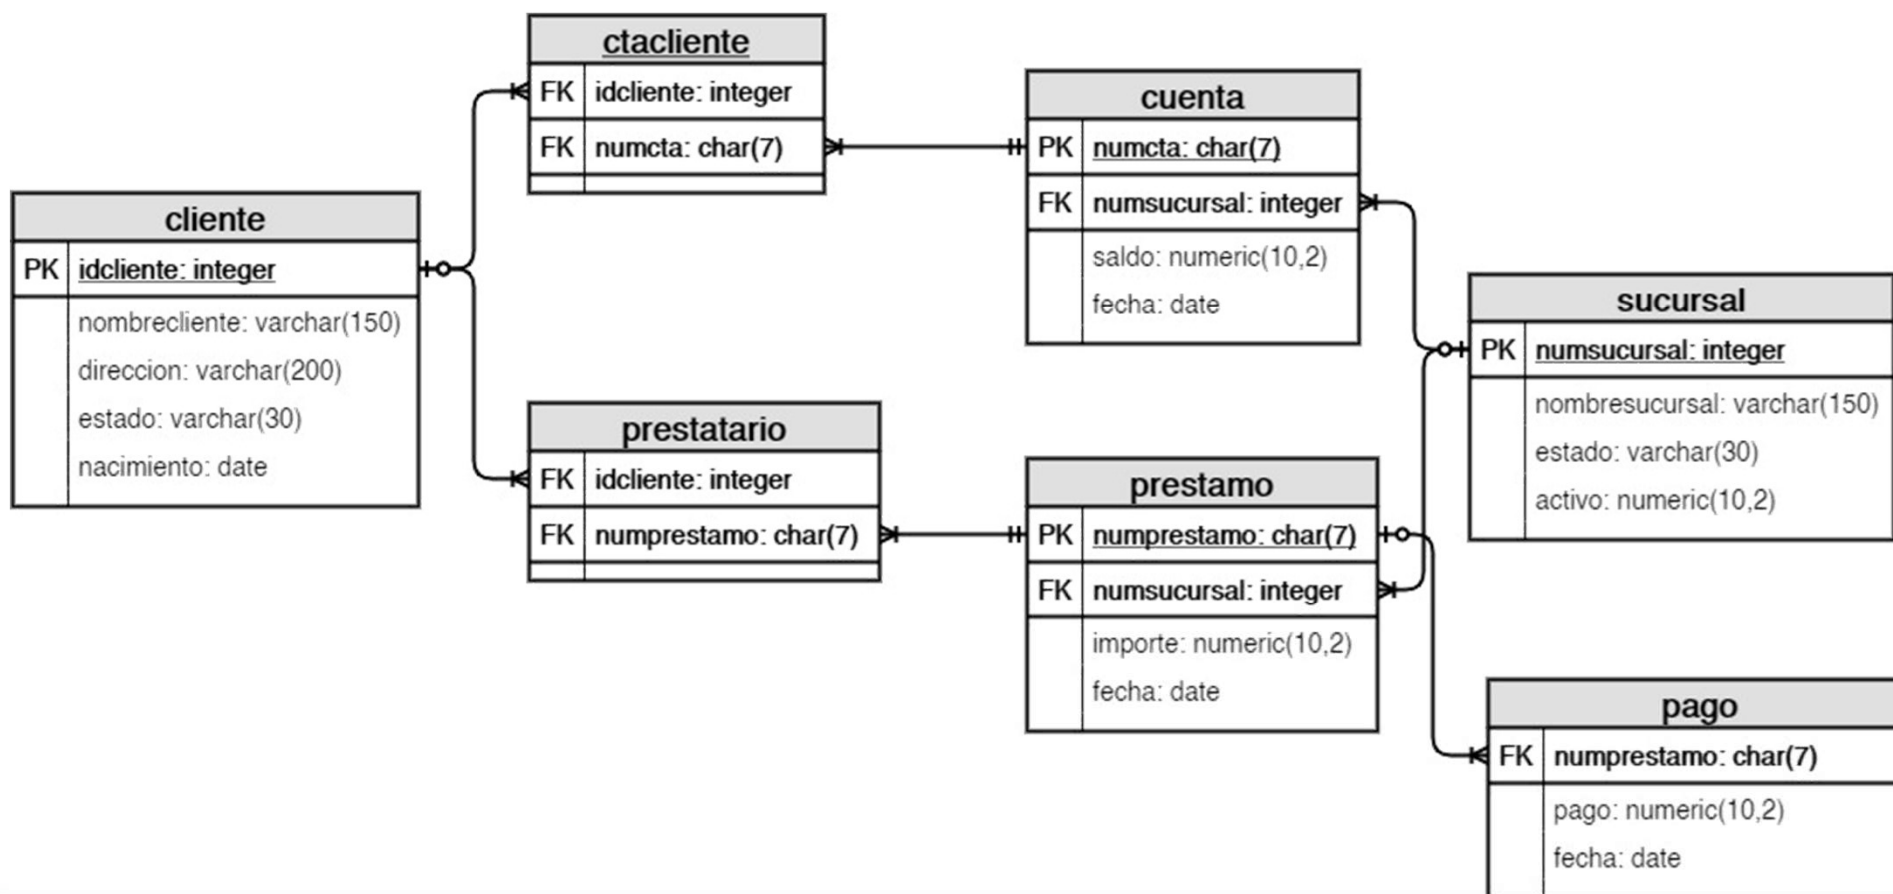 ctacliente
FK idcliente: integer
FK numcta: char(7)
cuenta
PK numcta: char(7)
FK numsucursal: integer
saldo: numeric(10,2)
fecha: date
cliente
PK idcliente: integer
nombrecliente: varchar(150)
direccion: varchar(200)
estado: varchar(30)
nacimiento: date
sucursal
PK numsucursal: integer
nombresucursal: varchar(150)
estado: varchar(30)
activo: numeric(10,2)
prestatario
FK idcliente: integer
FK numprestamo: char(7)
prestamo
PK numprestamo: char(7)
FK numsucursal: integer
importe: numeric(10,2)
fecha: date
pago
FK numprestamo: char(7)
pago: numeric(10,2)
fecha: date